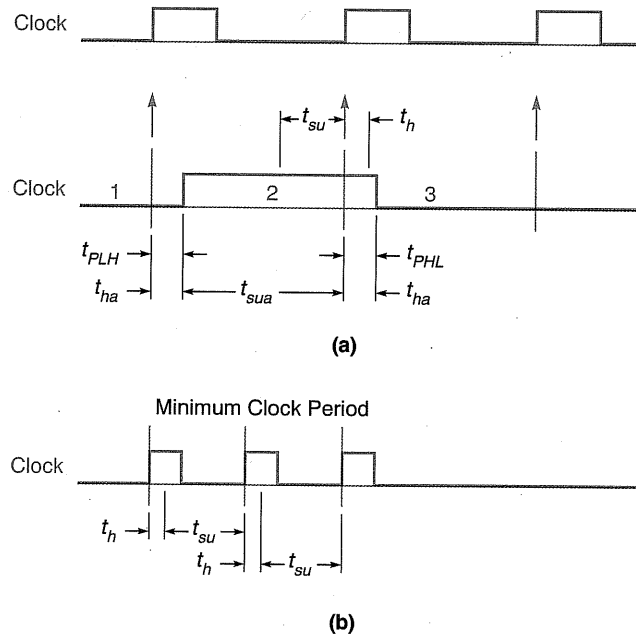 Clock
t_su t_h
Clock 1 2 3
t_PLH t_PHL
t_ha t_sua t_ha
(a)
Minimum Clock Period
Clock
t_h t_su
t_h t_su
(b)